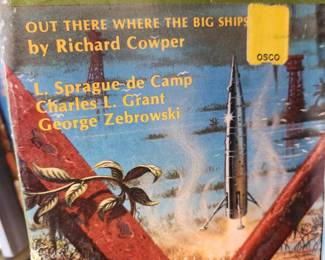 OUT THERE WHERE THE BIG SHIPS
by Richard Cowper
OSCO
L. Sprague de Camp
Charles L. Grant
George Zebrowski